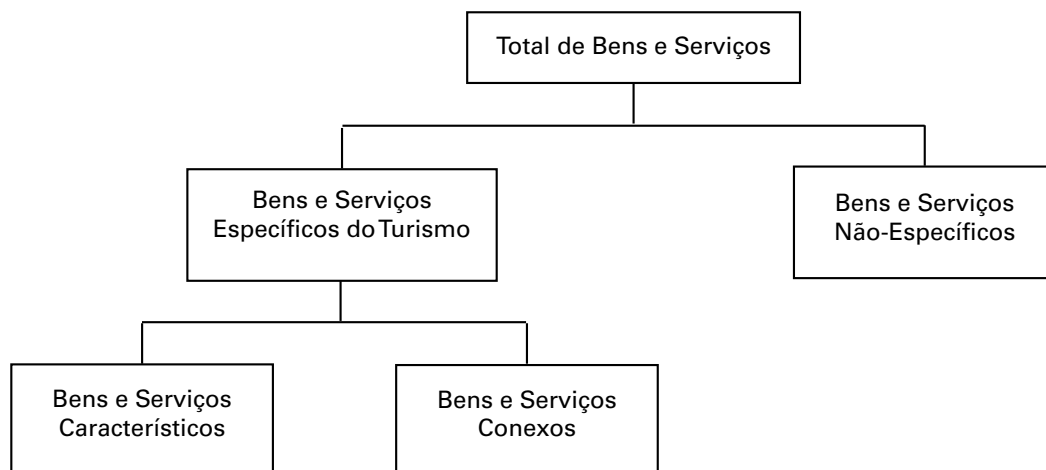 Total de Bens e Serviços
Bens e Serviços
Específicos do Turismo
Bens e Serviços
Não-Específicos
Bens e Serviços
Característicos
Bens e Serviços
Conexos